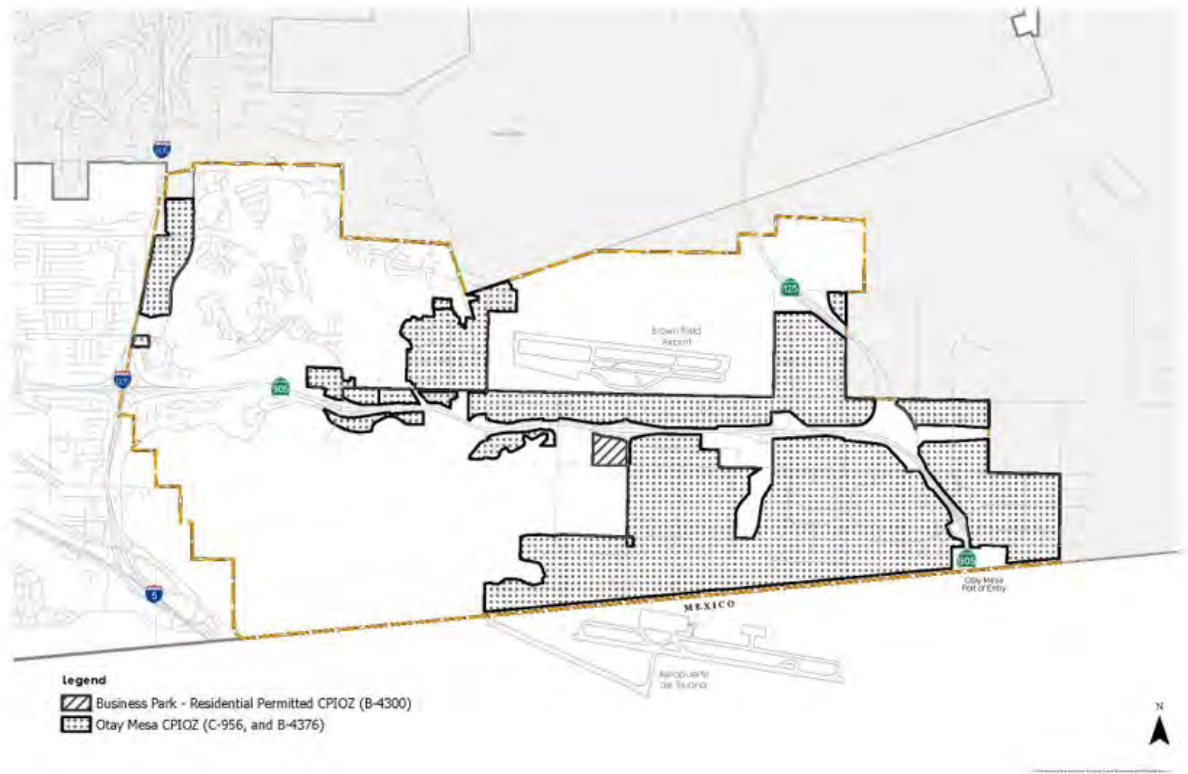 805
125
Brown Field
Airport
905
805
5
905
Otay Mesa
Port of Entry
MEXICO
Aeropuerto
de Tijuana
Legend
Business Park - Residential Permitted CPIOZ (B-4300)
Otay Mesa CPIOZ (C-956, and B-4376)
N